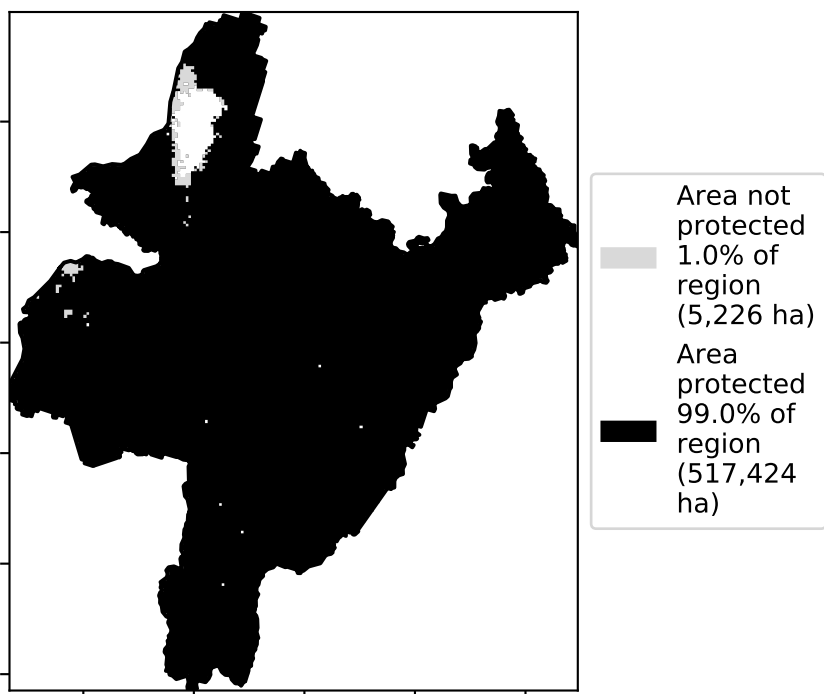 Area not
protected
1.0% of
region
(5,226 ha)
Area
protected
99.0% of
region
(517,424
ha)